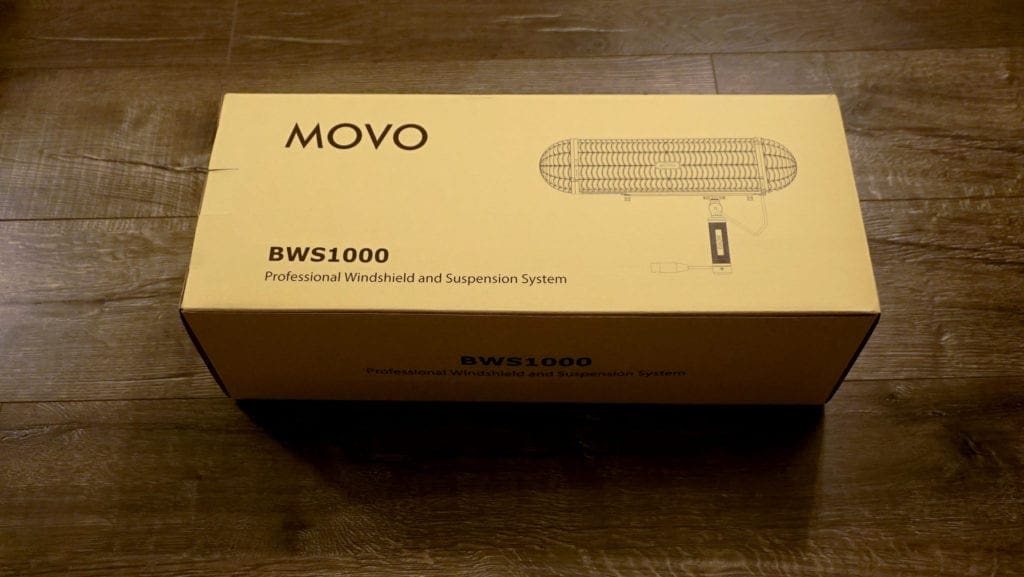 MOVO
BWS1000
Professional Windshield and Suspension System
BWS1000
Professional Windshield and Suspension System